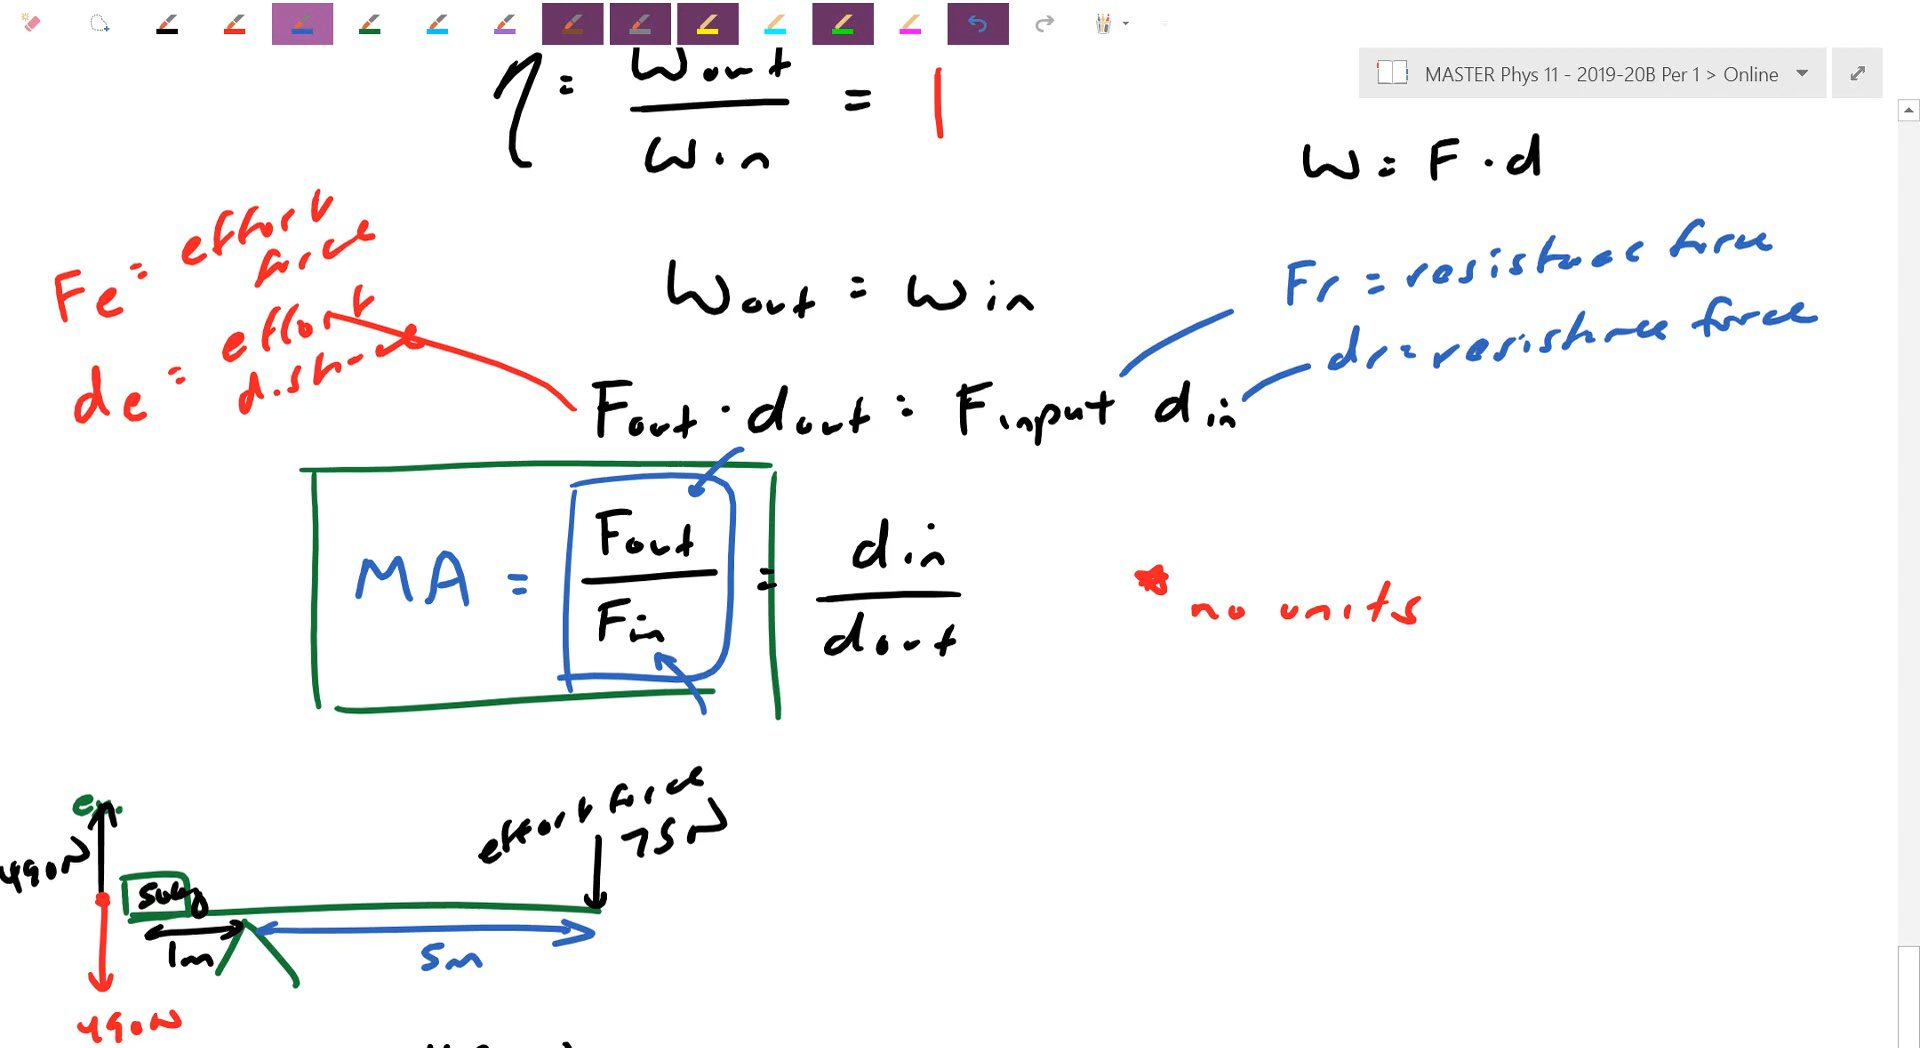 MASTER Phys 11 - 2019-20B Per 1 > Online
η = Wout / Win = 1
W = F · d
Fe = effort force
de = effort distance
Wout = Win
Fr = resistance force
dr = resistance force
Fout · dout = Finput din
MA = Fout / Fin = din / dout
* no units
ex.
effort force
75N
490N
50kg
1m
5m
490N